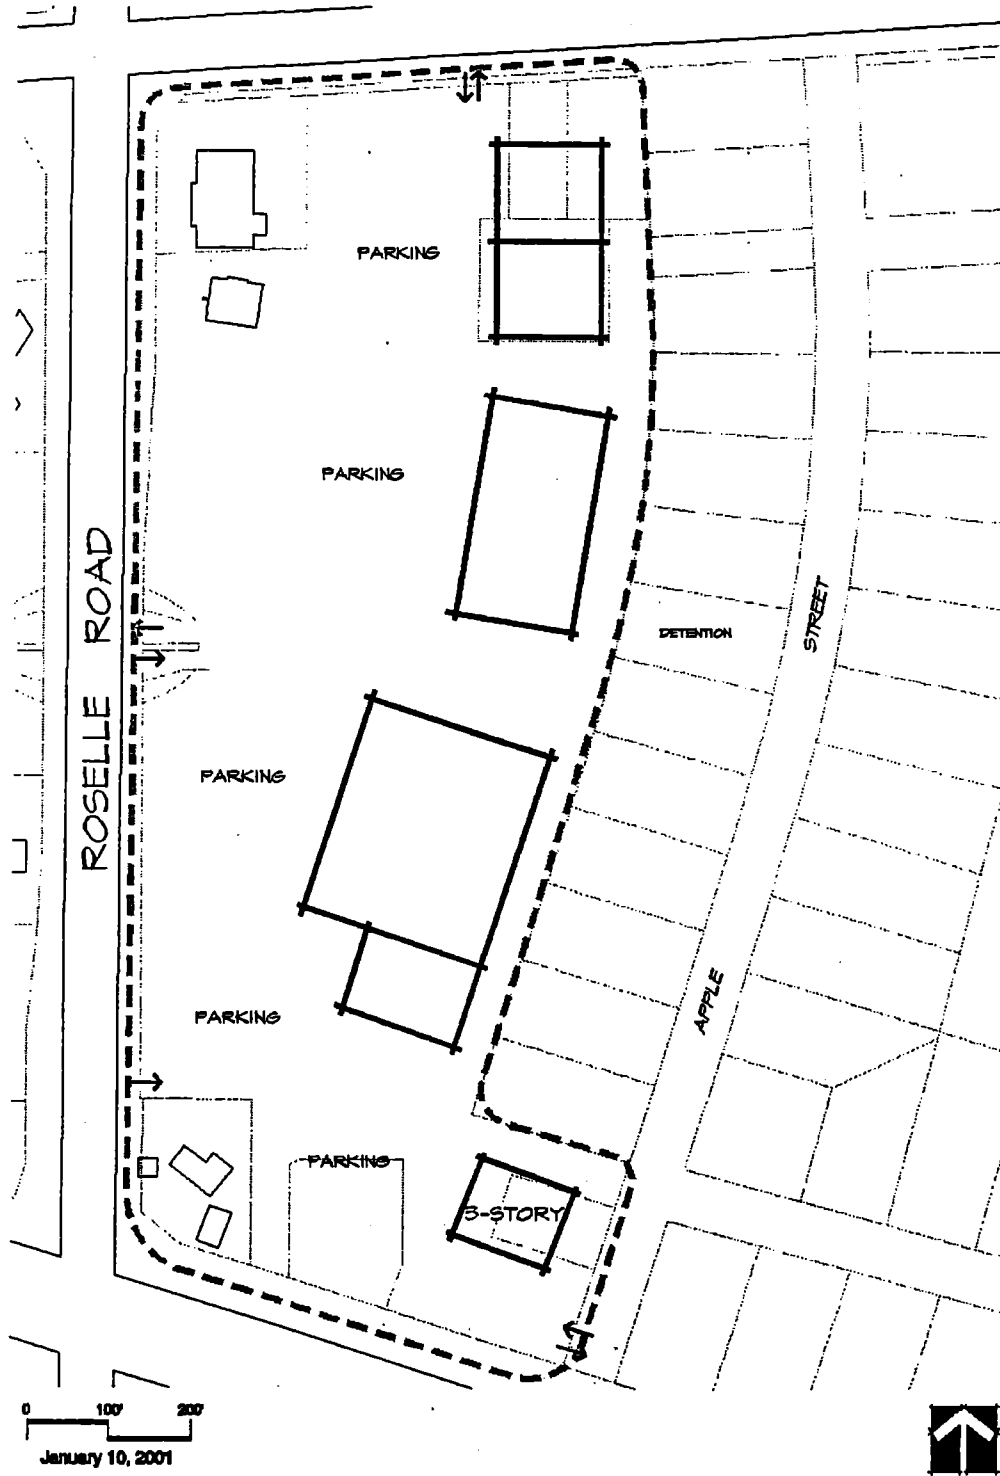 PARKING
PARKING
ROSELLE ROAD
DETENTION
STREET
PARKING
APPLE
PARKING
PARKING
3-STORY
0 100' 200'
January 10, 2001